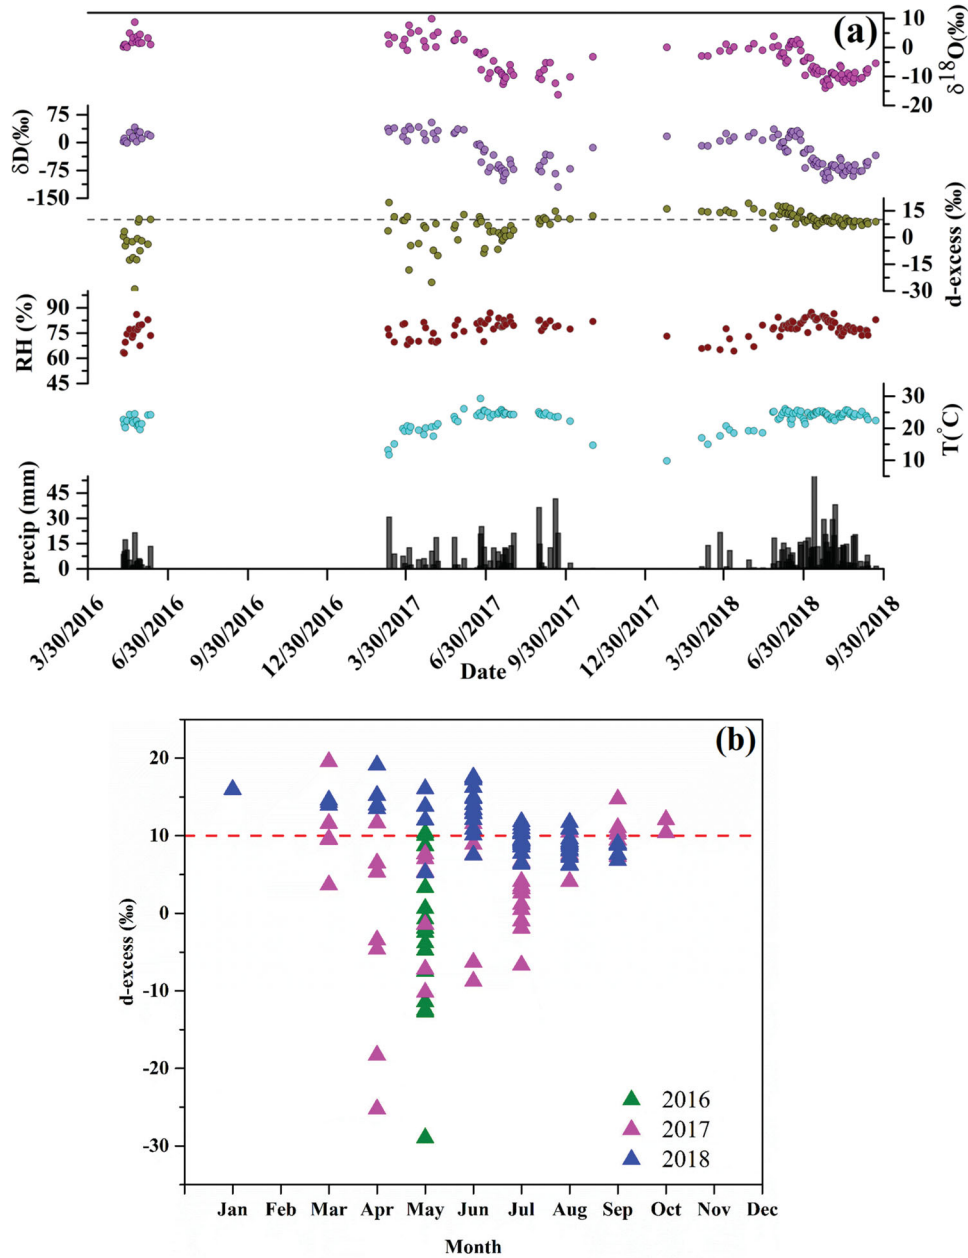 (a)
10
0
-10
-20
δ18O(‰)
75
0
-75
-150
δD(‰)
15
0
-15
-30
d-excess (‰)
90
75
60
45
RH (%)
30
20
10
T(°C)
45
30
15
0
precip (mm)
3/30/2016 6/30/2016 9/30/2016 12/30/2016 3/30/2017 6/30/2017 9/30/2017 12/30/2017 3/30/2018 6/30/2018 9/30/2018
Date
(b)
20
10
0
-10
-20
-30
d-excess (‰)
2016
2017
2018
Jan Feb Mar Apr May Jun Jul Aug Sep Oct Nov Dec
Month